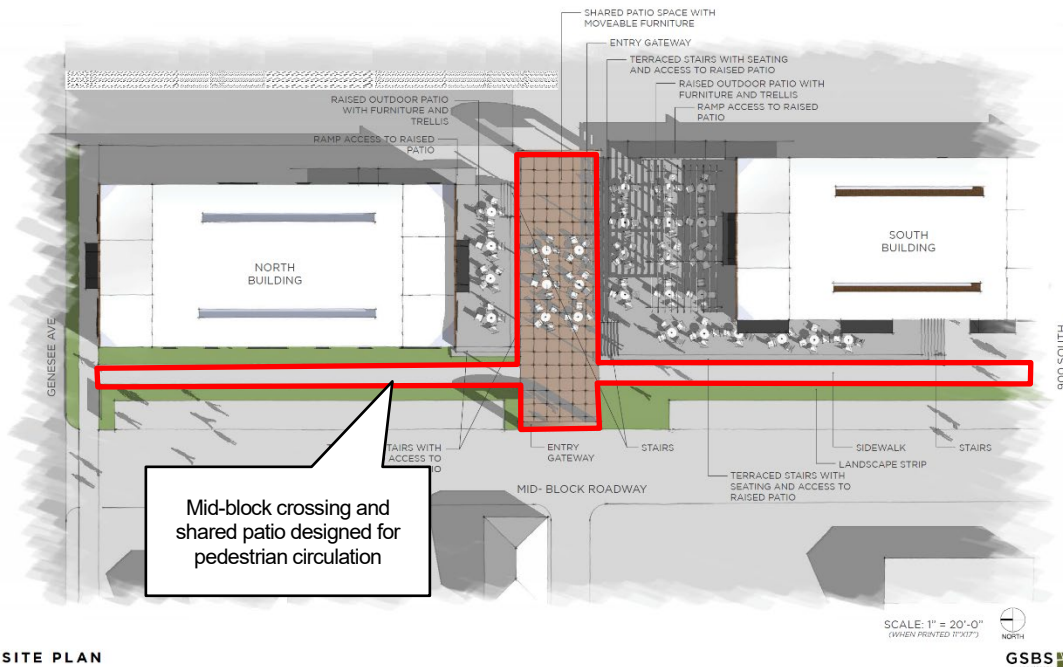 SHARED PATIO SPACE WITH
MOVEABLE FURNITURE
ENTRY GATEWAY
TERRACED STAIRS WITH SEATING
AND ACCESS TO RAISED PATIO
RAISED OUTDOOR PATIO WITH
FURNITURE AND TRELLIS
RAMP ACCESS TO RAISED
PATIO
RAISED OUTDOOR PATIO
WITH FURNITURE AND
TRELLIS
RAMP ACCESS TO RAISED
PATIO
NORTH
BUILDING
SOUTH
BUILDING
GENESEE AVE
900 SOUTH
TAIRS WITH
ACCESS TO
IO
ENTRY
GATEWAY
STAIRS
SIDEWALK
STAIRS
LANDSCAPE STRIP
TERRACED STAIRS WITH
SEATING AND ACCESS TO
RAISED PATIO
MID- BLOCK ROADWAY
Mid-block crossing and
shared patio designed for
pedestrian circulation
SCALE: 1" = 20'-0"
(WHEN PRINTED 11"X17")
NORTH
SITE PLAN
GSBS